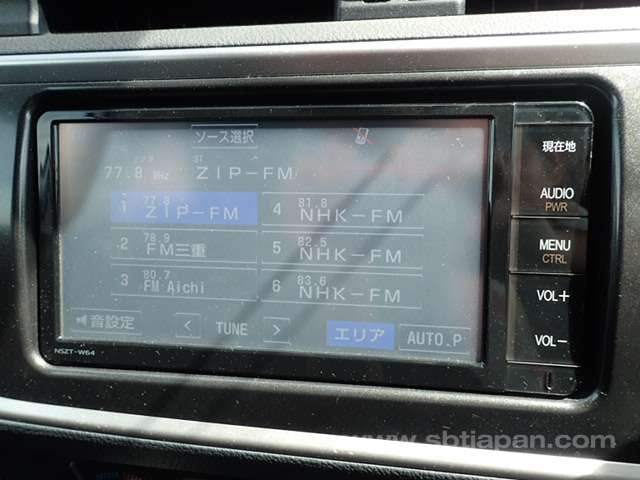 ソース選択
ST
77.8 MHz ZIP-FM
1 77.8 ZIP-FM
2 78.9 FM三重
3 80.7 FM Aichi
4 81.8 NHK-FM
5 82.5 NHK-FM
6 83.6 NHK-FM
音設定
< TUNE >
エリア
AUTO.P
現在地
AUDIO
PWR
MENU
CTRL
VOL+
VOL-
NSZT-W64
www.sbtjapan.com